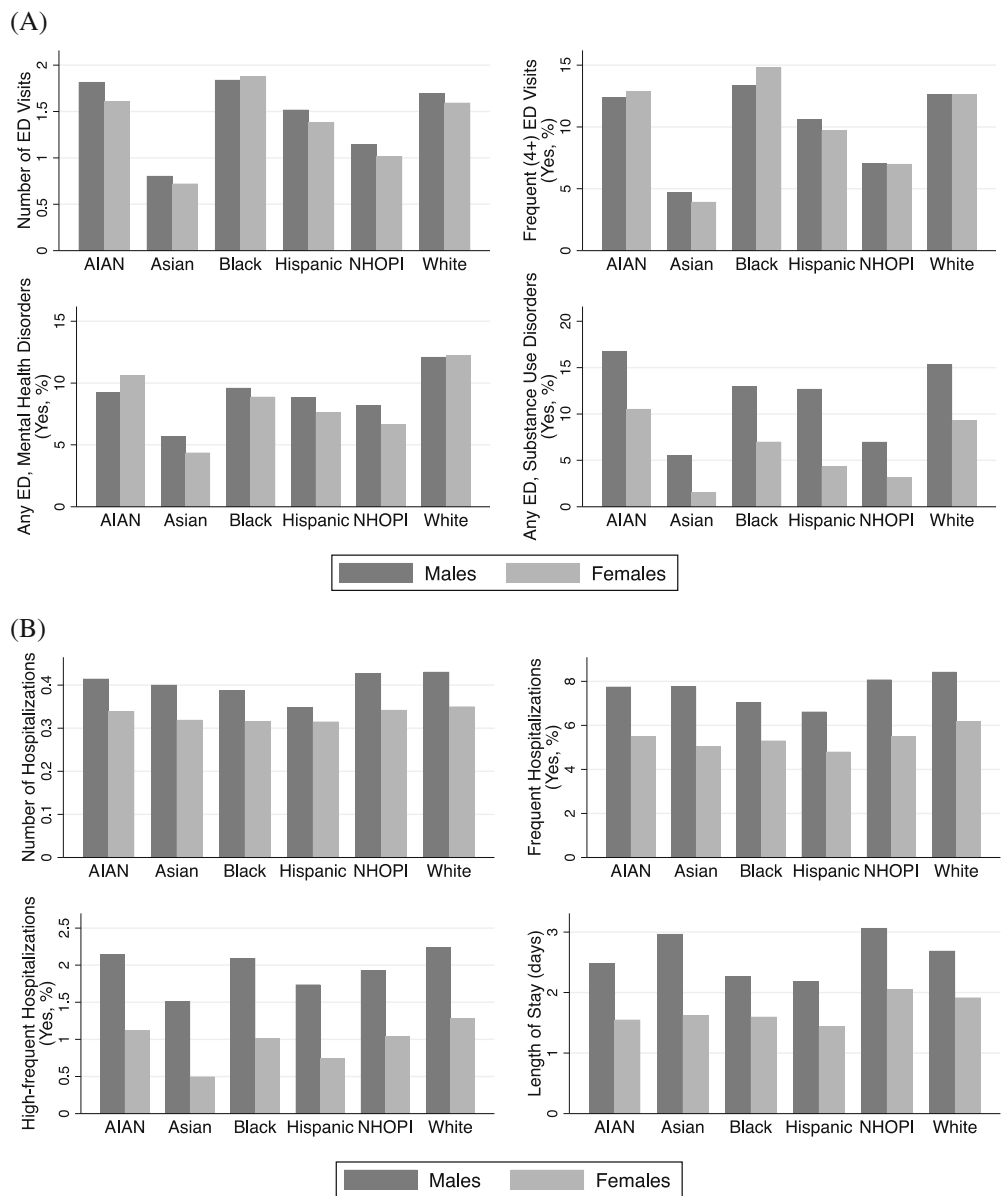 (A)
Number of ED Visits
0
0.5
1
1.5
2
AIAN Asian Black Hispanic NHOPI White
Frequent (4+) ED Visits
(Yes, %)
0
5
10
15
AIAN Asian Black Hispanic NHOPI White
Any ED, Mental Health Disorders
(Yes, %)
0
5
10
15
AIAN Asian Black Hispanic NHOPI White
Any ED, Substance Use Disorders
(Yes, %)
0
5
10
15
20
AIAN Asian Black Hispanic NHOPI White
Males Females
(B)
Number of Hospitalizations
0
0.1
0.2
0.3
0.4
AIAN Asian Black Hispanic NHOPI White
Frequent Hospitalizations
(Yes, %)
0
2
4
6
8
AIAN Asian Black Hispanic NHOPI White
High-frequent Hospitalizations
(Yes, %)
0
0.5
1
1.5
2
2.5
AIAN Asian Black Hispanic NHOPI White
Length of Stay (days)
0
1
2
3
AIAN Asian Black Hispanic NHOPI White
Males Females